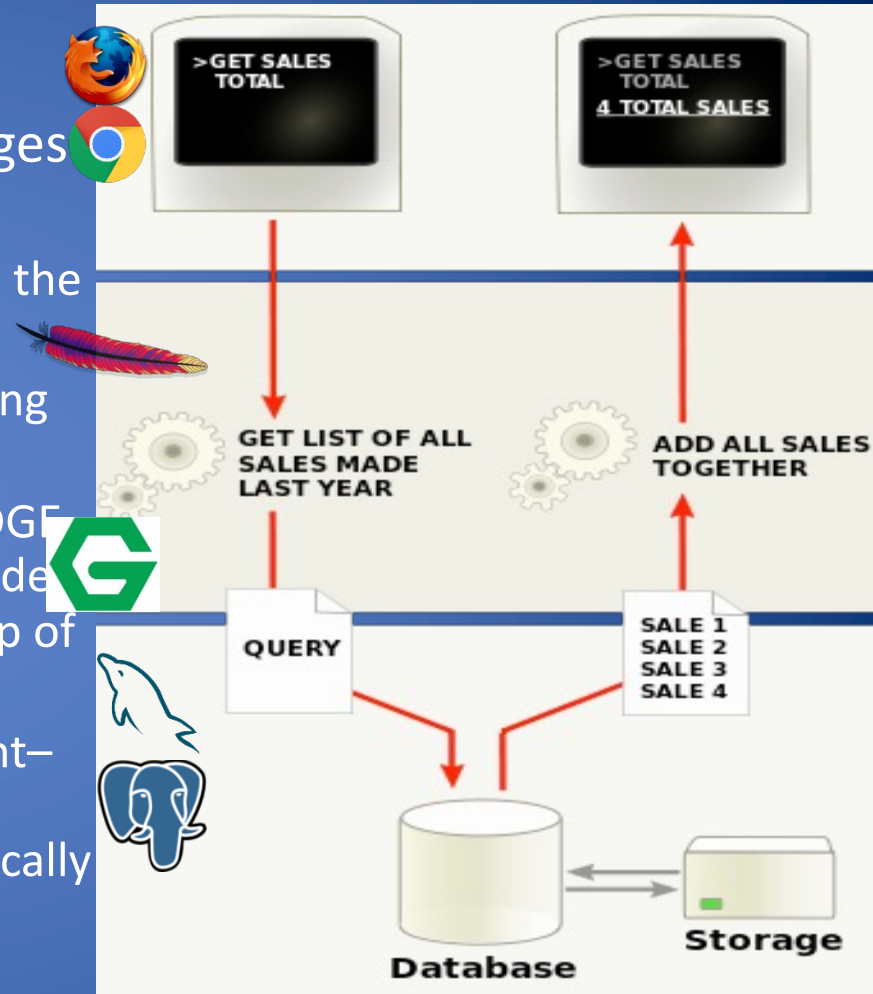 ges
the
ng
de
p of
nt–
cally
>GET SALES
TOTAL
>GET SALES
TOTAL
4 TOTAL SALES
GET LIST OF ALL
SALES MADE
LAST YEAR
ADD ALL SALES
TOGETHER
QUERY
SALE 1
SALE 2
SALE 3
SALE 4
Database
Storage